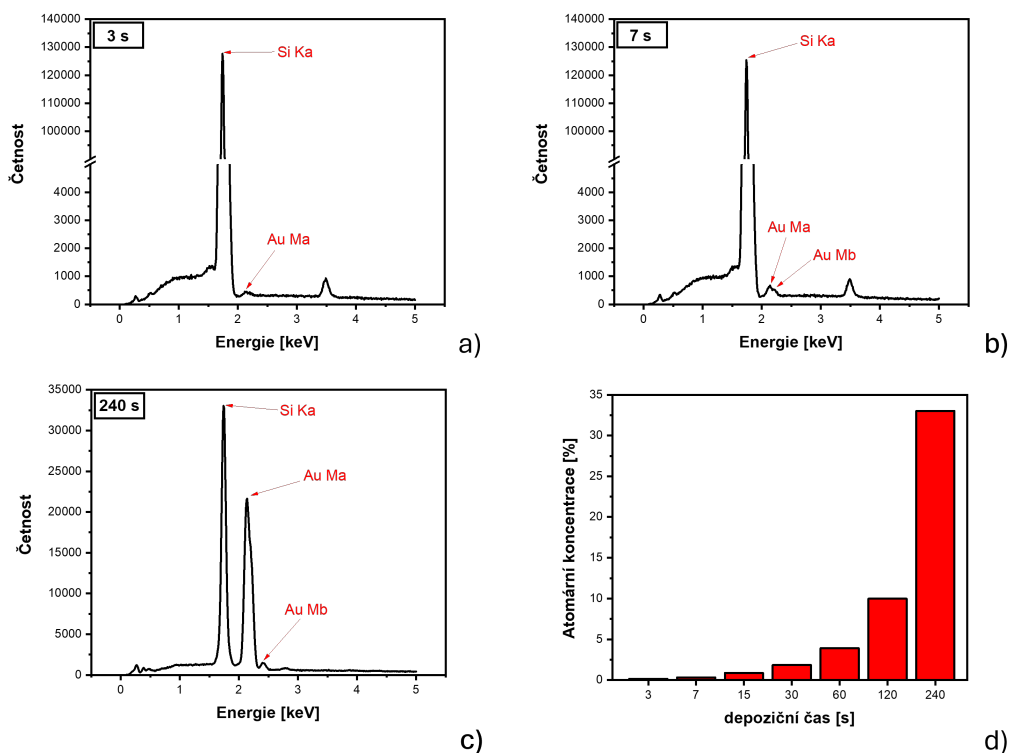 3 s
Si Ka
Au Ma
Četnost
140000
130000
120000
110000
100000
4000
3000
2000
1000
0
0 1 2 3 4 5
Energie [keV]
a)
7 s
Si Ka
Au Ma
Au Mb
Četnost
140000
130000
120000
110000
100000
4000
3000
2000
1000
0
0 1 2 3 4 5
Energie [keV]
b)
240 s
Si Ka
Au Ma
Au Mb
Četnost
35000
30000
25000
20000
15000
10000
5000
0
0 1 2 3 4 5
Energie [keV]
c)
Atomární koncentrace [%]
35
30
25
20
15
10
5
0
3 7 15 30 60 120 240
depoziční čas [s]
d)